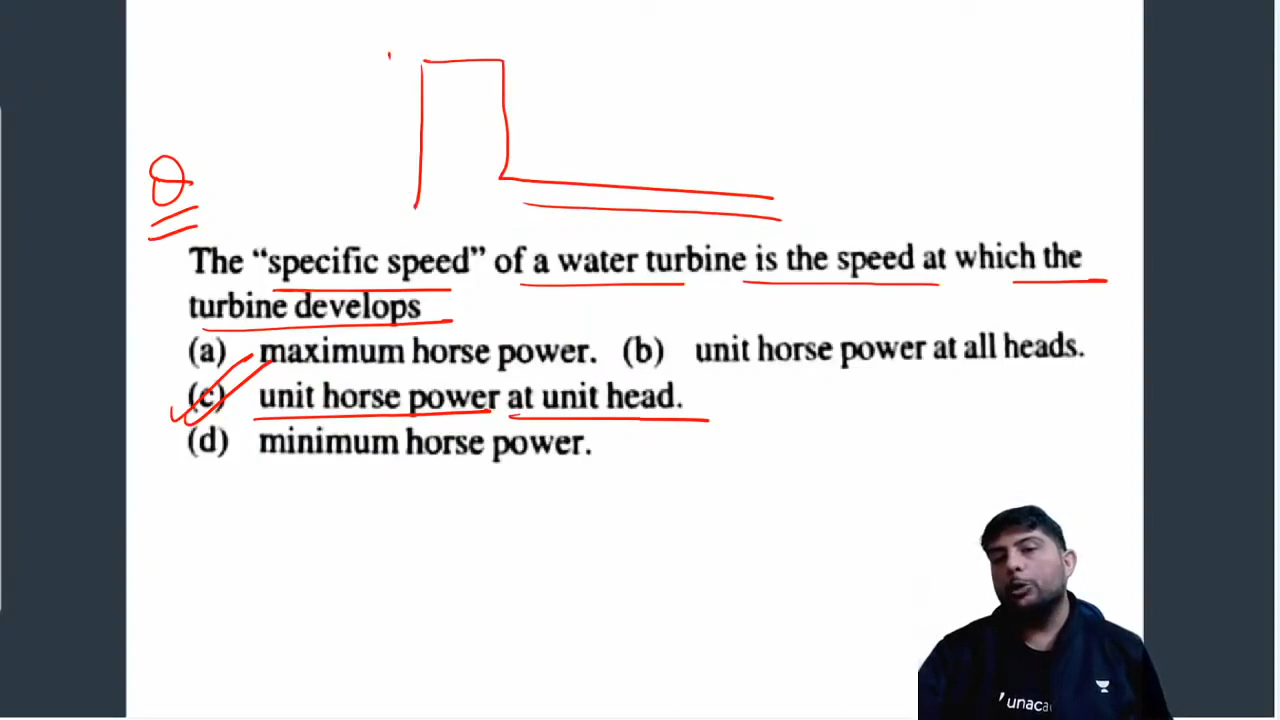 Q
The “specific speed” of a water turbine is the speed at which the
turbine develops
(a) maximum horse power. (b) unit horse power at all heads.
(c) unit horse power at unit head.
(d) minimum horse power.
unaca